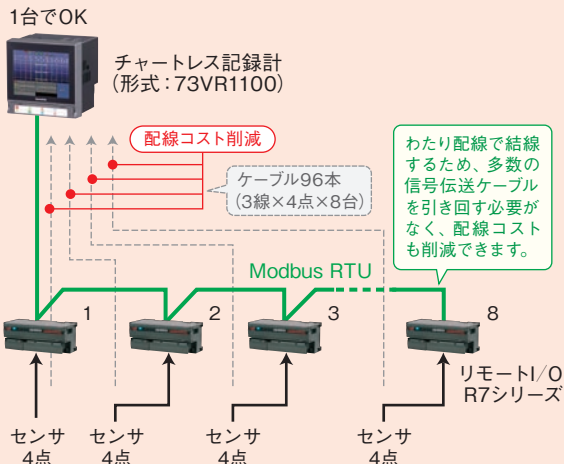 1台でOK
チャートレス記録計
(形式：73VR1100)
配線コスト削減
ケーブル96本
(3線×4点×8台)
わたり配線で結線
するため、多数の
信号伝送ケーブル
を引き回す必要が
なく、配線コスト
も削減できます。
Modbus RTU
1
2
3
8
リモートI/O
R7シリーズ
センサ
4点
センサ
4点
センサ
4点
センサ
4点